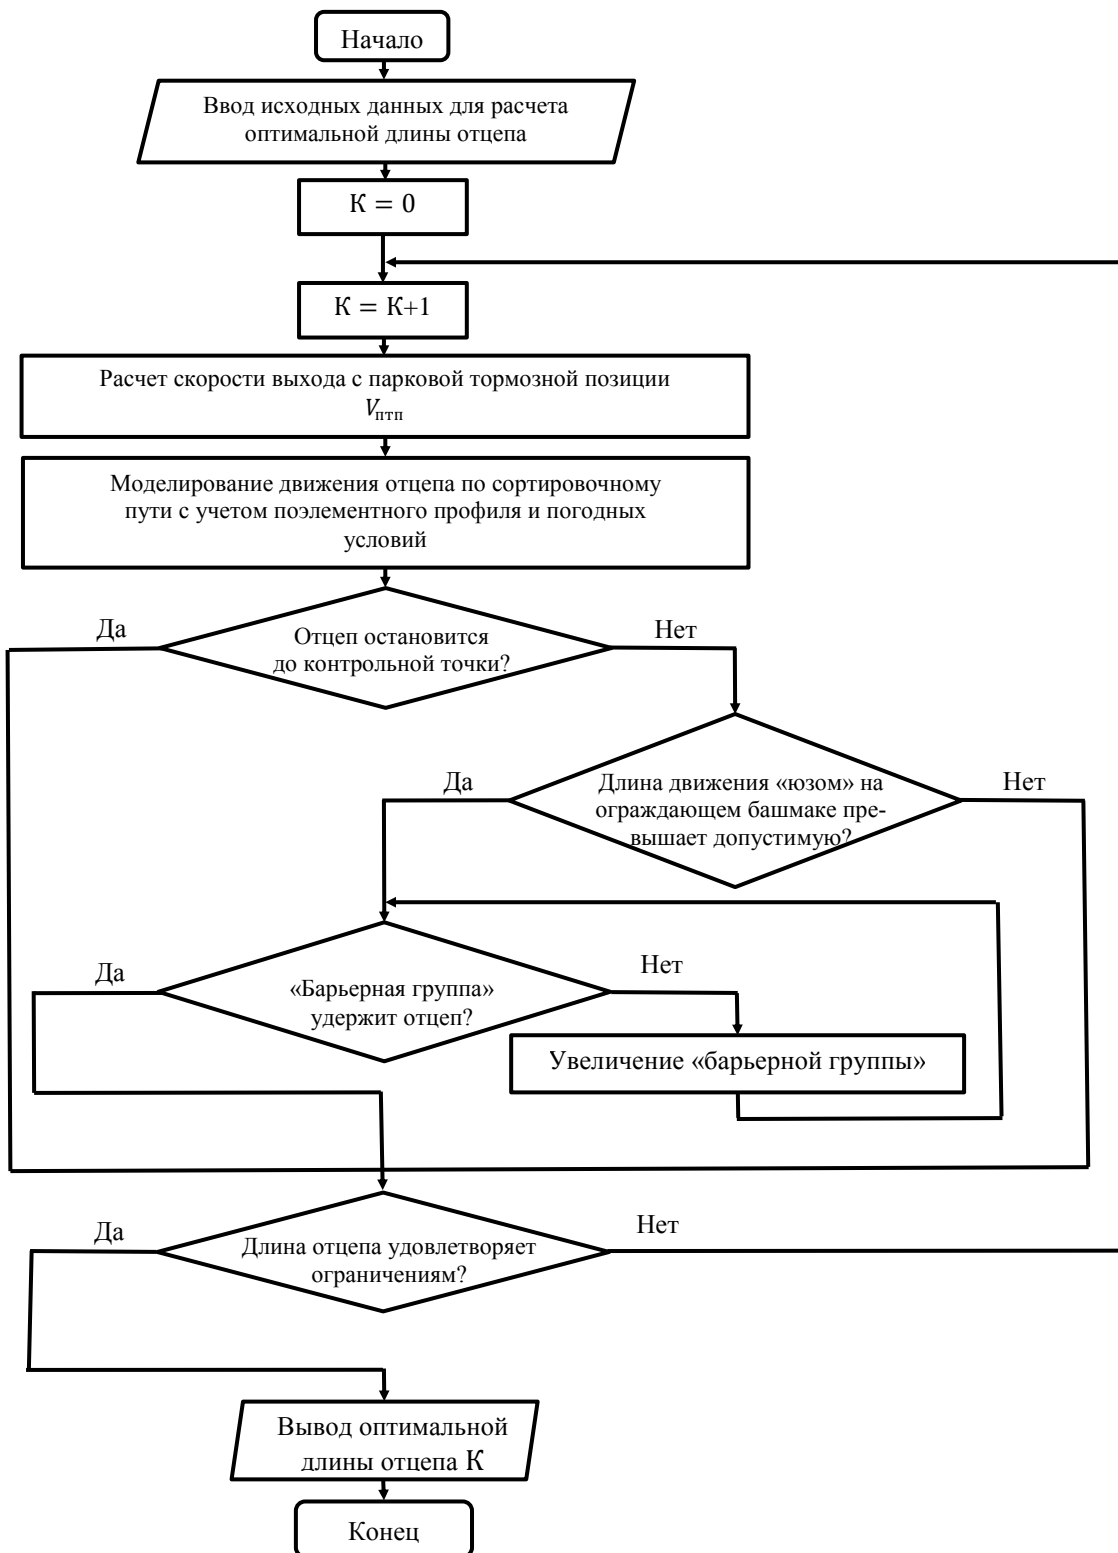 Начало
Ввод исходных данных для расчета
оптимальной длины отцепа
К = 0
К = К+1
Расчет скорости выхода с парковой тормозной позиции
Vптп
Моделирование движения отцепа по сортировочному
пути с учетом поэлементного профиля и погодных
условий
Да
Нет
Отцеп остановится
до контрольной точки?
Да
Нет
Длина движения «юзом» на
ограждающем башмаке пре-
вышает допустимую?
Да
Нет
«Барьерная группа»
удержит отцеп?
Увеличение «барьерной группы»
Да
Нет
Длина отцепа удовлетворяет
ограничениям?
Вывод оптимальной
длины отцепа К
Конец